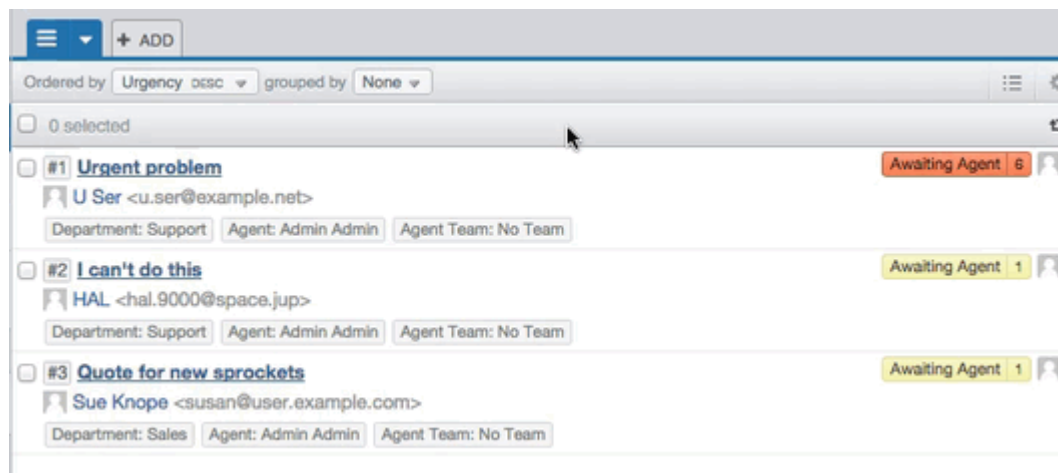 + ADD
Ordered by Urgency DESC grouped by None
0 selected
#1 Urgent problem Awaiting Agent 6
U Ser <u.ser@example.net>
Department: Support Agent: Admin Admin Agent Team: No Team
#2 I can't do this Awaiting Agent 1
HAL <hal.9000@space.jup>
Department: Support Agent: Admin Admin Agent Team: No Team
#3 Quote for new sprockets Awaiting Agent 1
Sue Knope <susan@user.example.com>
Department: Sales Agent: Admin Admin Agent Team: No Team